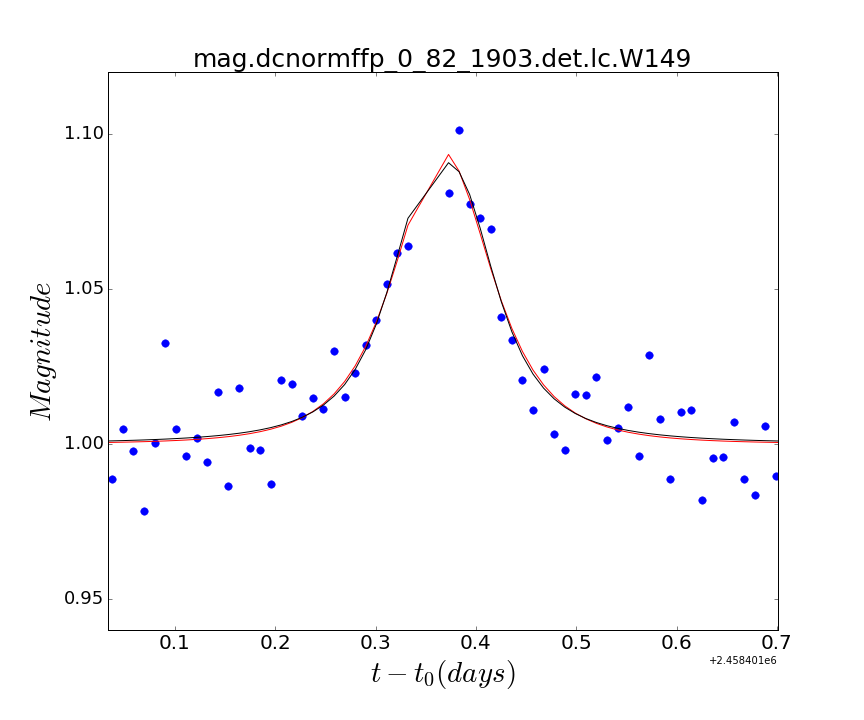 mag.dcnormffp_0_82_1903.det.lc.W149
1.10
1.05
1.00
0.95
Magnitude
0.1 0.2 0.3 0.4 0.5 0.6 0.7
+2.458401e6
t − t₀(days)